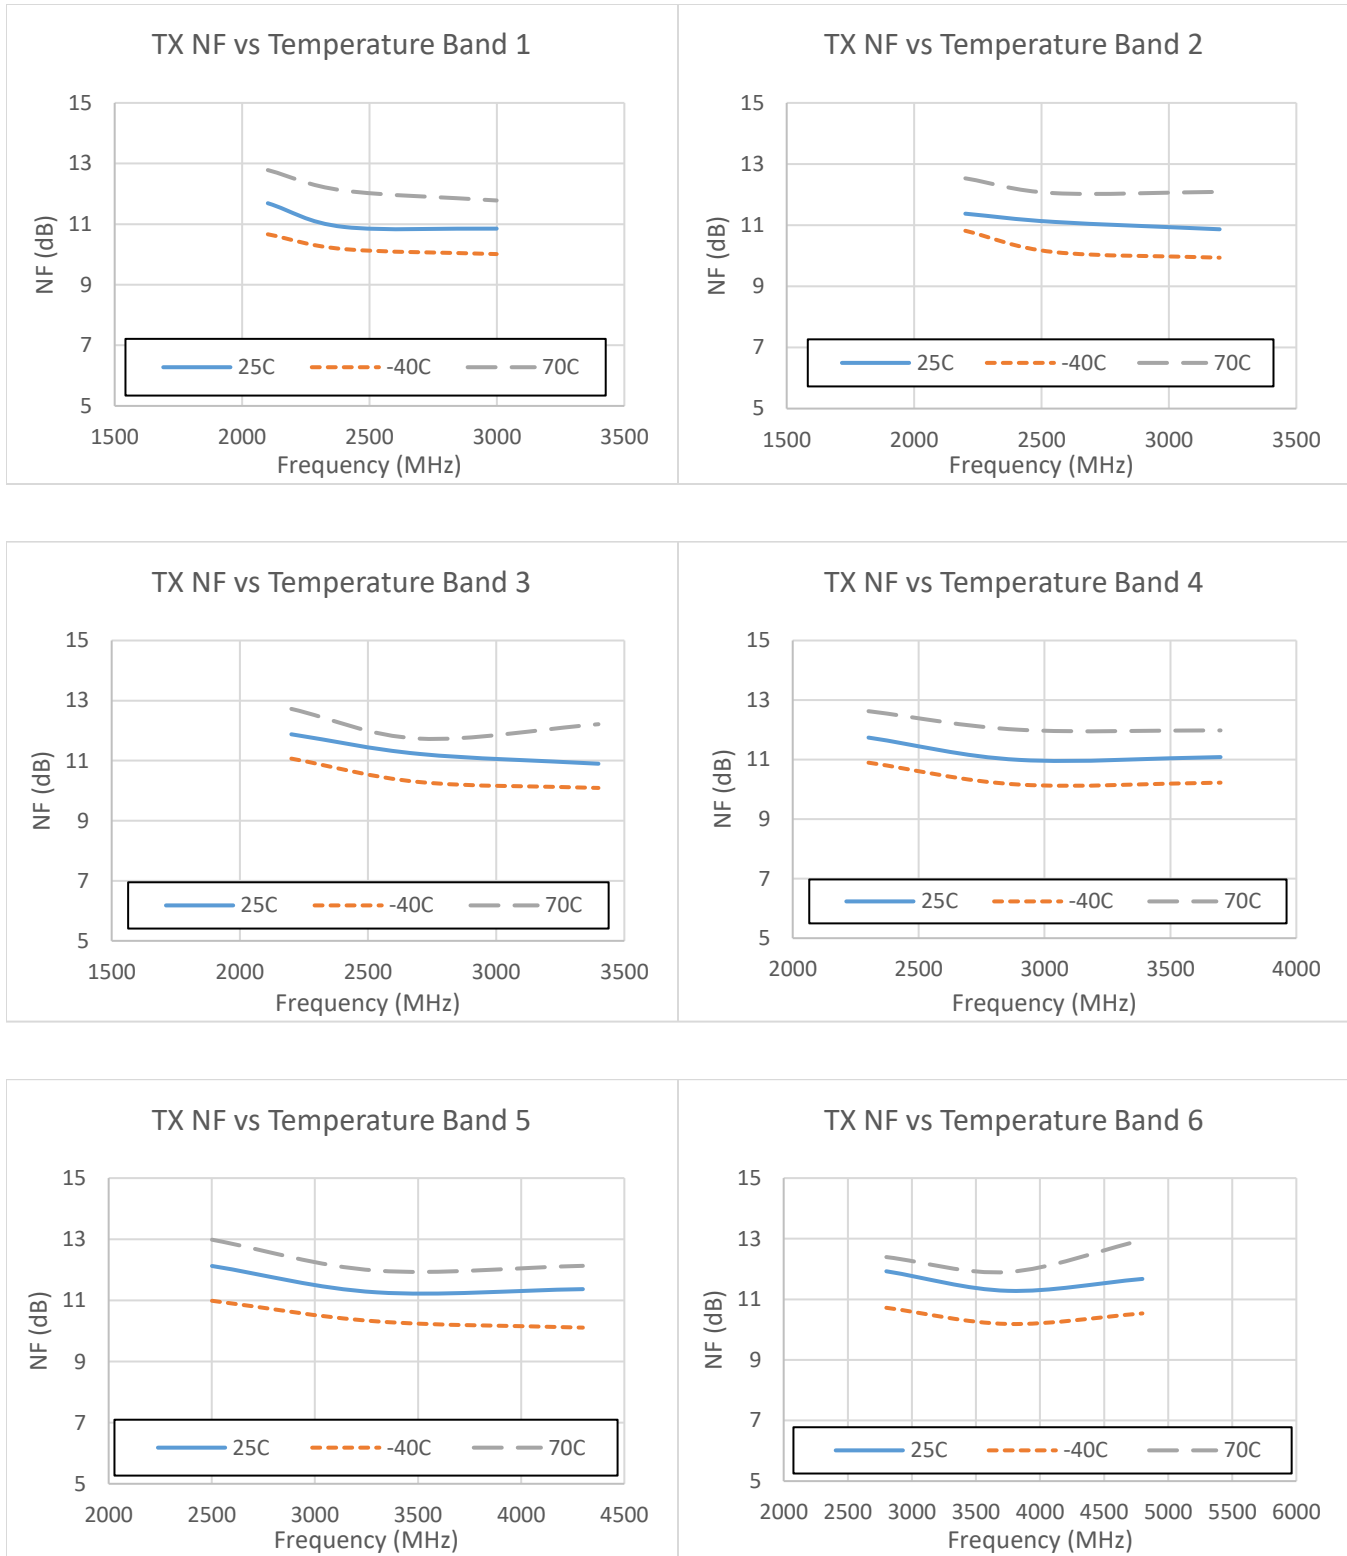 TX NF vs Temperature Band 1
15
13
11
9
7
5
NF (dB)
25C -40C 70C
1500 2000 2500 3000 3500
Frequency (MHz)
TX NF vs Temperature Band 2
15
13
11
9
7
5
NF (dB)
25C -40C 70C
1500 2000 2500 3000 3500
Frequency (MHz)
TX NF vs Temperature Band 3
15
13
11
9
7
5
NF (dB)
25C -40C 70C
1500 2000 2500 3000 3500
Frequency (MHz)
TX NF vs Temperature Band 4
15
13
11
9
7
5
NF (dB)
25C -40C 70C
2000 2500 3000 3500 4000
Frequency (MHz)
TX NF vs Temperature Band 5
15
13
11
9
7
5
NF (dB)
25C -40C 70C
2000 2500 3000 3500 4000 4500
Frequency (MHz)
TX NF vs Temperature Band 6
15
13
11
9
7
5
NF (dB)
25C -40C 70C
2000 2500 3000 3500 4000 4500 5000 5500 6000
Frequency (MHz)